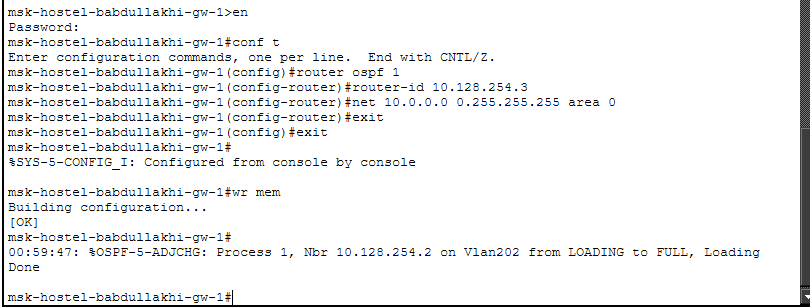 msk-hostel-babdullakhi-gw-1>en
Password:
msk-hostel-babdullakhi-gw-1#conf t
Enter configuration commands, one per line.  End with CNTL/Z.
msk-hostel-babdullakhi-gw-1(config)#router ospf 1
msk-hostel-babdullakhi-gw-1(config-router)#router-id 10.128.254.3
msk-hostel-babdullakhi-gw-1(config-router)#net 10.0.0.0 0.255.255.255 area 0
msk-hostel-babdullakhi-gw-1(config-router)#exit
msk-hostel-babdullakhi-gw-1(config)#exit
msk-hostel-babdullakhi-gw-1#
%SYS-5-CONFIG_I: Configured from console by console
msk-hostel-babdullakhi-gw-1#wr mem
Building configuration...
[OK]
msk-hostel-babdullakhi-gw-1#
00:59:47: %OSPF-5-ADJCHG: Process 1, Nbr 10.128.254.2 on Vlan202 from LOADING to FULL, Loading
Done
msk-hostel-babdullakhi-gw-1#